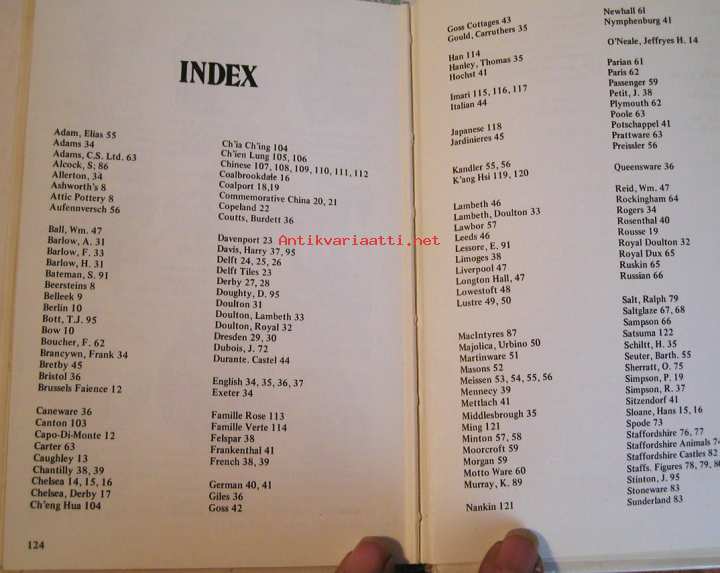 INDEX
Adam, Elias 55
Adams 34
Adams, C.S. Ltd. 63
Alcock, S; 86
Allerton, 34
Ashworth's 8
Attic Pottery 8
Aufennversch 56
Ball, Wm. 47
Barlow, A. 31
Barlow, F. 33
Barlow, H. 31
Bateman, S. 91
Beersteins 8
Belleek 9
Berlin 10
Bott, T.J. 95
Bow 10
Boucher, F. 62
Brancywn, Frank 34
Bretby 45
Bristol 36
Brussels Faience 12
Caneware 36
Canton 103
Capo-Di-Monte 12
Carter 63
Caughley 13
Chantilly 38, 39
Chelsea 14, 15, 16
Chelsea, Derby 17
Ch'eng Hua 104
124
Ch'ia Ch'ing 104
Ch'ien Lung 105, 106
Chinese 107, 108, 109, 110, 111, 112
Coalbrookdale 16
Coalport 18,19
Commemorative China 20, 21
Copeland 22
Coutts, Burdett 36
Davenport 23
Antikvariaatti.net
Davis, Harry 37, 95
Delft 24, 25, 26
Delft Tiles 23
Derby 27, 28
Doughty, D. 95
Doulton 31
Doulton, Lambeth 33
Doulton, Royal 32
Dresden 29, 30
Dubois, J. 72
Durante. Castel 44
English 34, 35, 36, 37
Exeter 34
Famille Rose 113
Famille Verte 114
Felspar 38
Frankenthal 41
French 38, 39
German 40, 41
Giles 36
Goss 42
Goss Cottages 43
Gould, Carruthers 35
Han 114
Hanley, Thomas 35
Hochst 41
Imari 115, 116, 117
Italian 44
Japanese 118
Jardinieres 45
Kandler 55, 56
K'ang Hsi 119, 120
Lambeth 46
Lambeth, Doulton 33
Lawbor 57
Leeds 46
Lessore, E. 91
Limoges 38
Liverpool 47
Longton Hall, 47
Lowestoft 48
Lustre 49, 50
MacIntyres 87
Majolica, Urbino 50
Martinware 51
Masons 52
Meissen 53, 54, 55, 56
Mennecy 39
Mettlach 41
Middlesbrough 35
Ming 121
Minton 57, 58
Moorcroft 59
Morgan 59
Motto Ware 60
Murray, K. 89
Nankin 121
Newhall 61
Nymphenburg 41
O'Neale, Jeffryes H. 14
Parian 61
Paris 62
Passenger 59
Petit, J. 38
Plymouth 62
Poole 63
Potschappel 41
Prattware 63
Preissler 56
Queensware 36
Reid, Wm. 47
Rockingham 64
Rogers 34
Rosenthal 40
Rousse 19
Royal Doulton 32
Royal Dux 65
Ruskin 65
Russian 66
Salt, Ralph 79
Saltglaze 67, 68
Sampson 66
Satsuma 122
Schiltt, H. 35
Seuter, Barth. 55
Sherratt, O. 75
Simpson, P. 19
Simpson, R. 37
Sitzendorf 41
Sloane, Hans 15, 16
Spode 73
Staffordshire 76, 77
Staffordshire Animals
Staffordshire Castles 82
Staffs. Figures 78, 79,
Stinton, J. 95
Stoneware 83
Sunderland 83